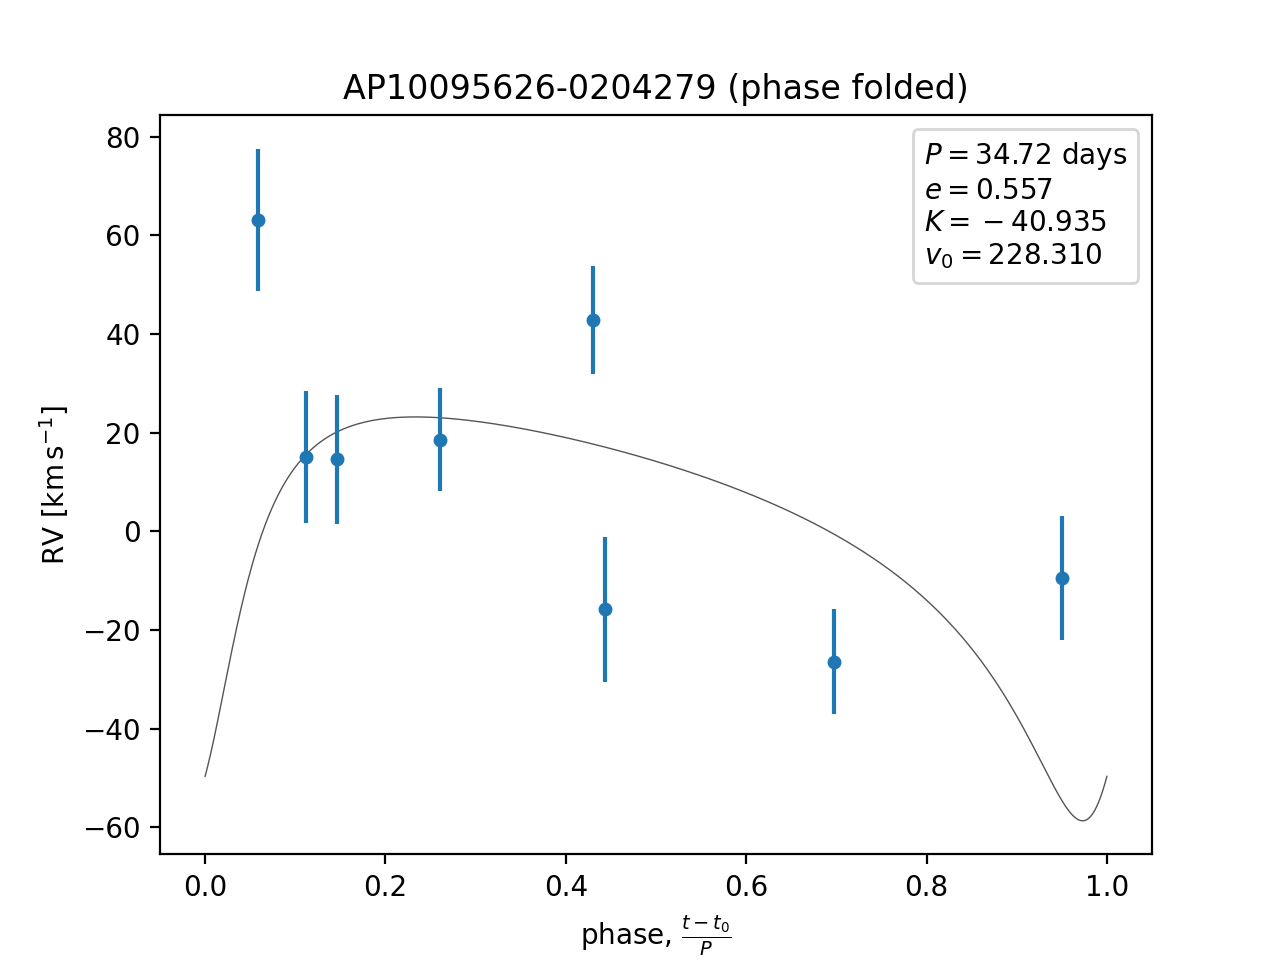 AP10095626-0204279 (phase folded)
P = 34.72 days
e = 0.557
K = −40.935
v₀ = 228.310
80
60
40
20
0
−20
−40
−60
RV [km s⁻¹]
0.0 0.2 0.4 0.6 0.8 1.0
phase, (t − t₀)/P